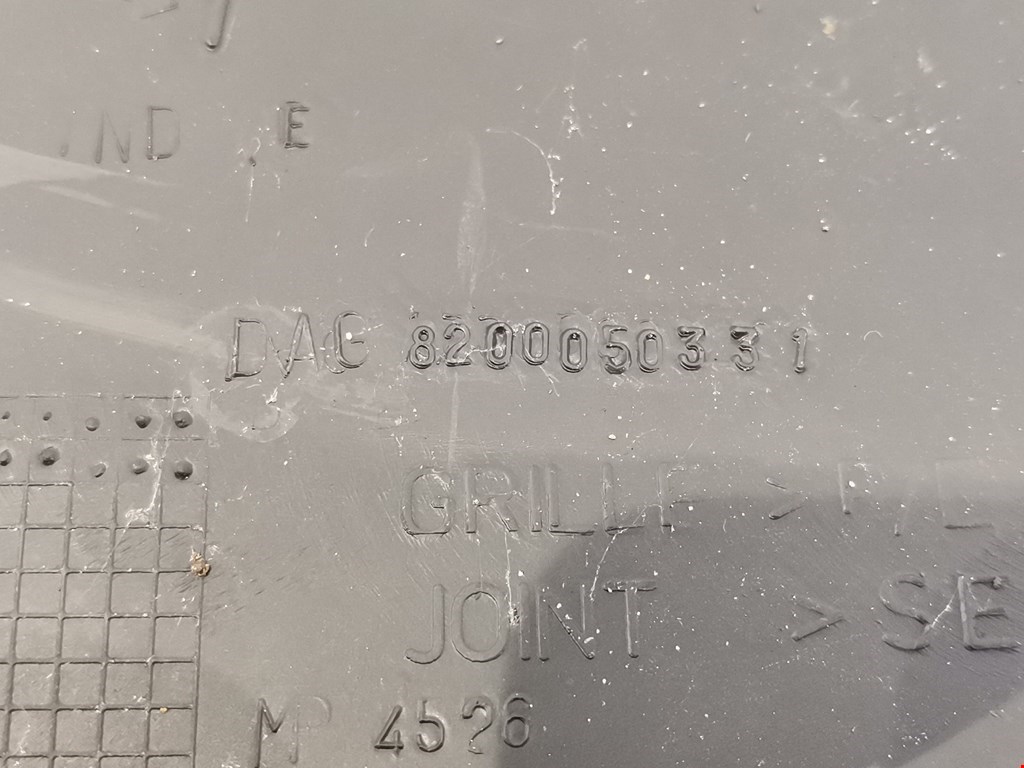 IND : E
DAG 8200050331
GRILLE > P/E
JOINT > SE
MP 4526